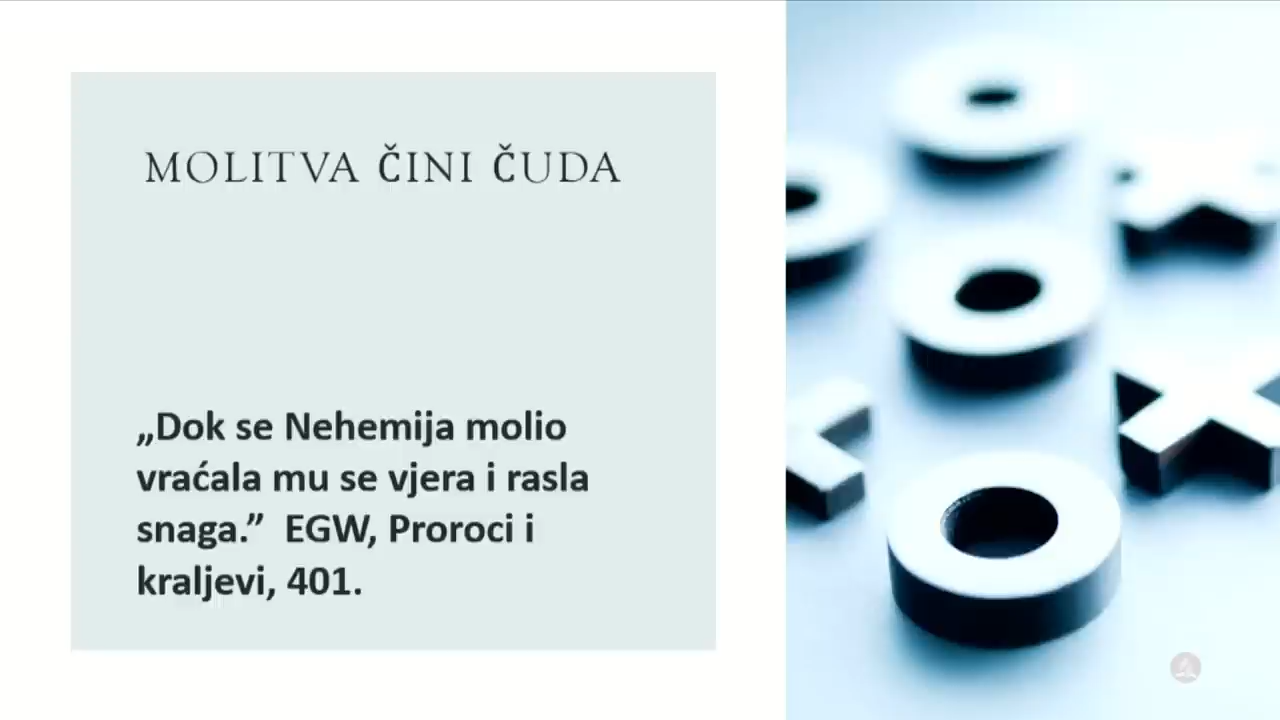 MOLITVA ČINI ČUDA
„Dok se Nehemija molio
vraćala mu se vjera i rasla
snaga.” EGW, Proroci i
kraljevi, 401.